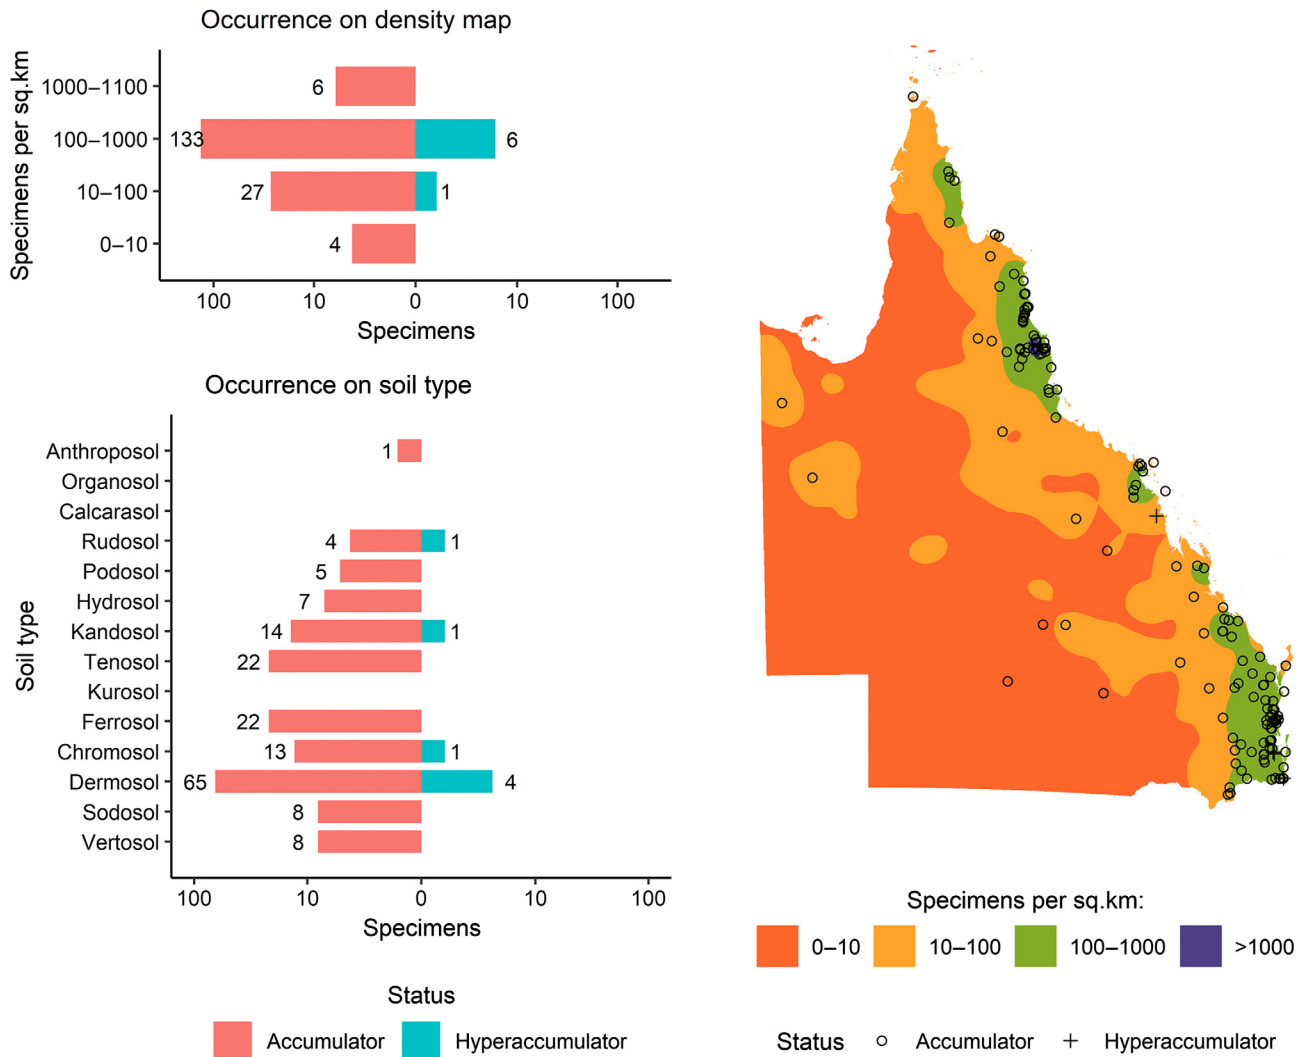 Occurrence on density map
Specimens per sq.km
1000–1100
6
100–1000
133
6
10–100
27
1
0–10
4
100
10
0
10
100
Specimens
Occurrence on soil type
Soil type
Anthroposol
1
Organosol
Calcarasol
Rudosol
4
1
Podosol
5
Hydrosol
7
Kandosol
14
1
Tenosol
22
Kurosol
Ferrosol
22
Chromosol
13
1
Dermosol
65
4
Sodosol
8
Vertosol
8
100
10
0
10
100
Specimens
Status
Accumulator
Hyperaccumulator
Specimens per sq.km:
0–10
10–100
100–1000
>1000
Status
Accumulator
Hyperaccumulator